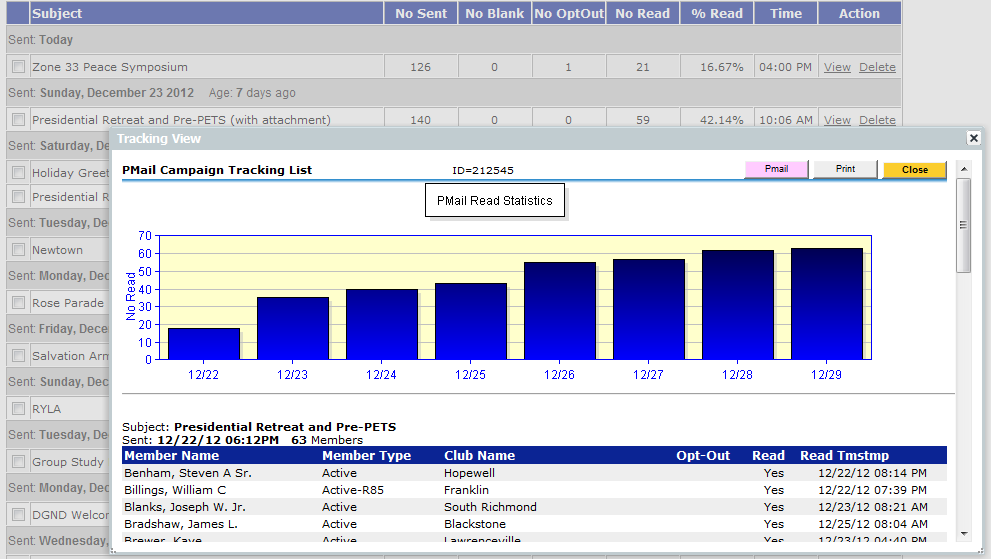 Subject No Sent No Blank No OptOut No Read % Read Time Action
Sent: Today
Zone 33 Peace Symposium 126 0 1 21 16.67% 04:00 PM View Delete
Sent: Sunday, December 23 2012 Age: 7 days ago
Presidential Retreat and Pre-PETS (with attachment) 140 0 0 59 42.14% 10:06 AM View Delete
Sent: Saturday, De
Holiday Greet
Presidential R
Sent: Tuesday, De
Newtown
Sent: Monday, Dec
Rose Parade
Sent: Friday, Dece
Salvation Arm
Sent: Sunday, Dec
RYLA
Sent: Tuesday, De
Group Study
Sent: Monday, Dec
DGND Welcor
Sent: Wednesday,
Tracking View
PMail Campaign Tracking List ID=212545 Pmail Print Close
PMail Read Statistics
No Read
70
60
50
40
30
20
10
0
12/22 12/23 12/24 12/25 12/26 12/27 12/28 12/29
Subject: Presidential Retreat and Pre-PETS
Sent: 12/22/12 06:12PM 63 Members
Member Name Member Type Club Name Opt-Out Read Read Tmstmp
Benham, Steven A Sr. Active Hopewell Yes 12/22/12 08:14 PM
Billings, William C Active-R85 Franklin Yes 12/22/12 07:39 PM
Blanks, Joseph W. Jr. Active South Richmond Yes 12/23/12 08:21 AM
Bradshaw, James L. Active Blackstone Yes 12/25/12 08:04 AM
Brewer, Kaye Active Lawrenceville Yes 12/23/12 04:40 PM